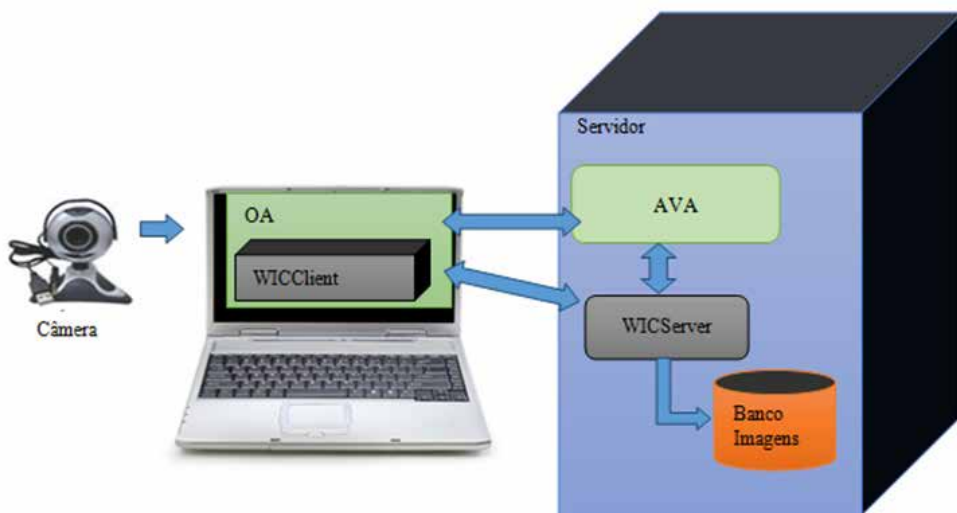 Servidor
AVA
OA
WICClient
WICServer
Câmera
Banco
Imagens